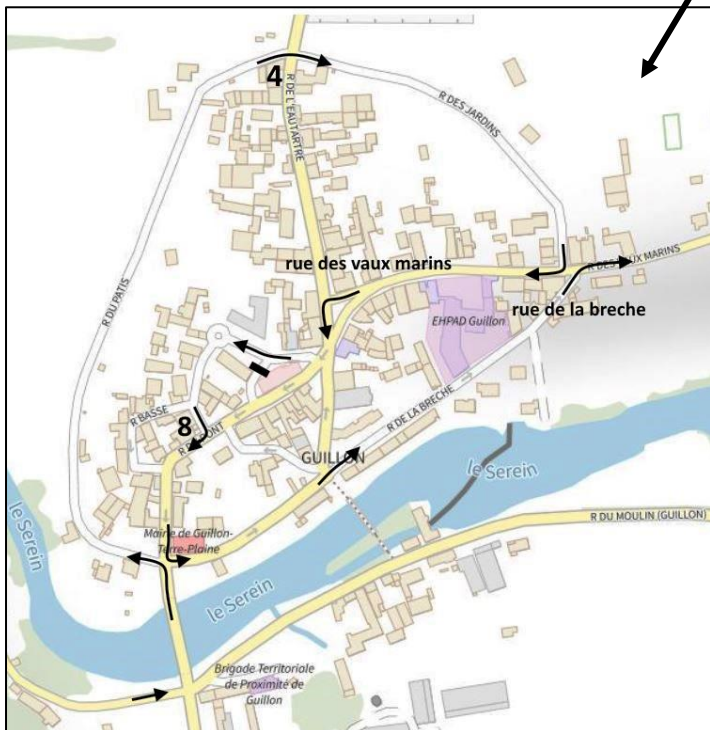 4
R DE L'EAUTARTRE
R DES JARDINS
rue des vaux marins
R DES VAUX MARINS
EHPAD Guillon
rue de la breche
R DU PATIS
R BASSE
8
R DU PONT
R DE LA BRECHE
GUILLON
le Serein
le Serein
Mairie de Guillon-
Terre-Plaine
R DU MOULIN (GUILLON)
le Serein
Brigade Territoriale
de Proximité de
Guillon